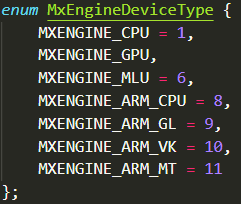 enum MxEngineDeviceType {
    MXENGINE_CPU = 1,
    MXENGINE_GPU,
    MXENGINE_MLU = 6,
    MXENGINE_ARM_CPU = 8,
    MXENGINE_ARM_GL = 9,
    MXENGINE_ARM_VK = 10,
    MXENGINE_ARM_MT = 11
};